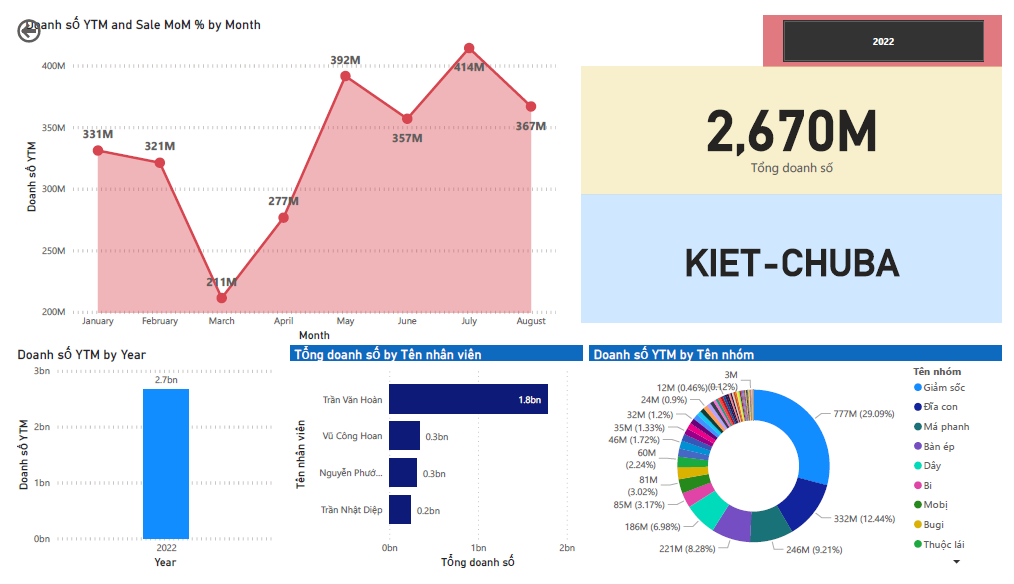 Doanh số YTM and Sale MoM % by Month
Doanh số YTM
400M
350M
300M
250M
200M
331M
321M
211M
277M
392M
357M
414M
367M
January
February
March
April
May
June
July
August
Month
2022
2,670M
Tổng doanh số
KIET-CHUBA
Doanh số YTM by Year
Doanh số YTM
3bn
2bn
1bn
0bn
2.7bn
2022
Year
Tổng doanh số by Tên nhân viên
Tên nhân viên
Trần Văn Hoàn
1.8bn
Vũ Công Hoan
0.3bn
Nguyễn Phướ...
0.3bn
Trần Nhật Diệp
0.2bn
0bn
1bn
2bn
Tổng doanh số
Doanh số YTM by Tên nhóm
777M (29.09%)
332M (12.44%)
246M (9.21%)
221M (8.28%)
186M (6.98%)
85M (3.17%)
81M
(3.02%)
60M
(2.24%)
46M (1.72%)
35M (1.33%)
32M (1.2%)
24M (0.9%)
12M (0.46%)
3M
(0.12%)
Tên nhóm
Giảm sốc
Đĩa con
Má phanh
Bàn ép
Dây
Bi
Mobị
Bugi
Thuộc lái